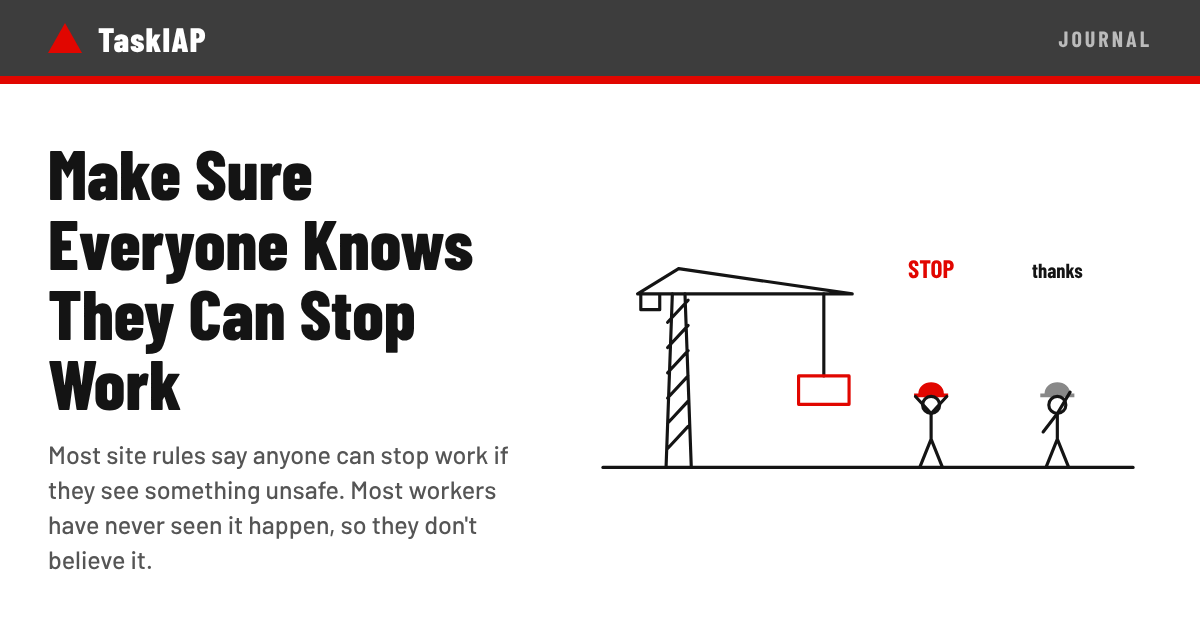 TaskIAP
JOURNAL
Make Sure
Everyone Knows
They Can Stop
Work
Most site rules say anyone can stop work if
they see something unsafe. Most workers
have never seen it happen, so they don't
believe it.
STOP
thanks